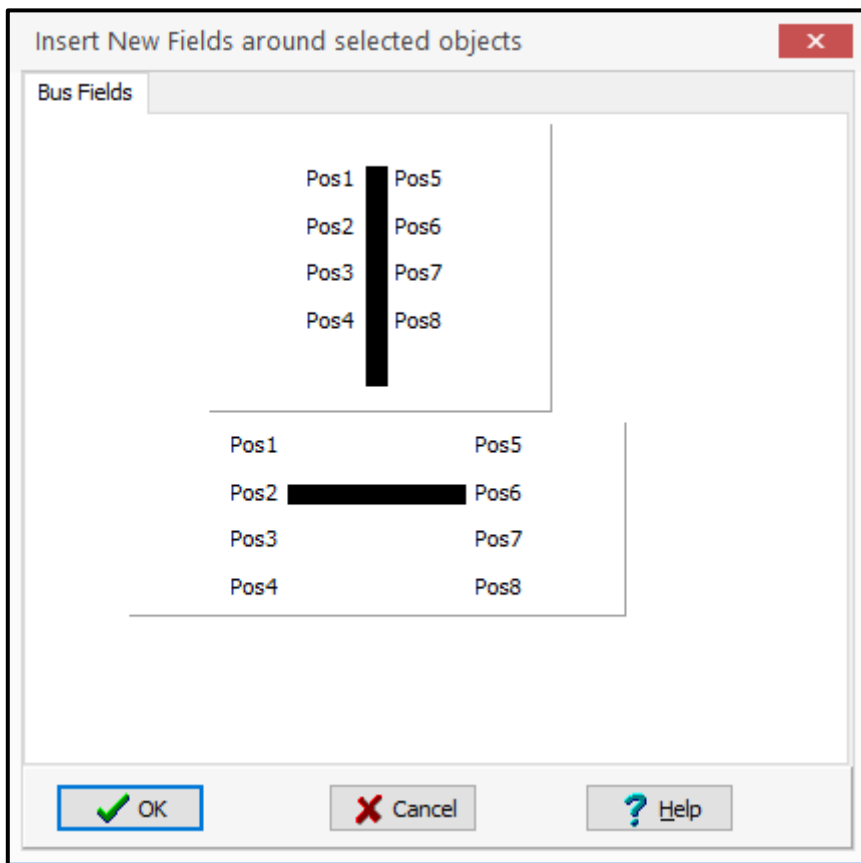 Insert New Fields around selected objects
Bus Fields
Pos1 Pos5
Pos2 Pos6
Pos3 Pos7
Pos4 Pos8
Pos1 Pos5
Pos2 Pos6
Pos3 Pos7
Pos4 Pos8
OK Cancel Help